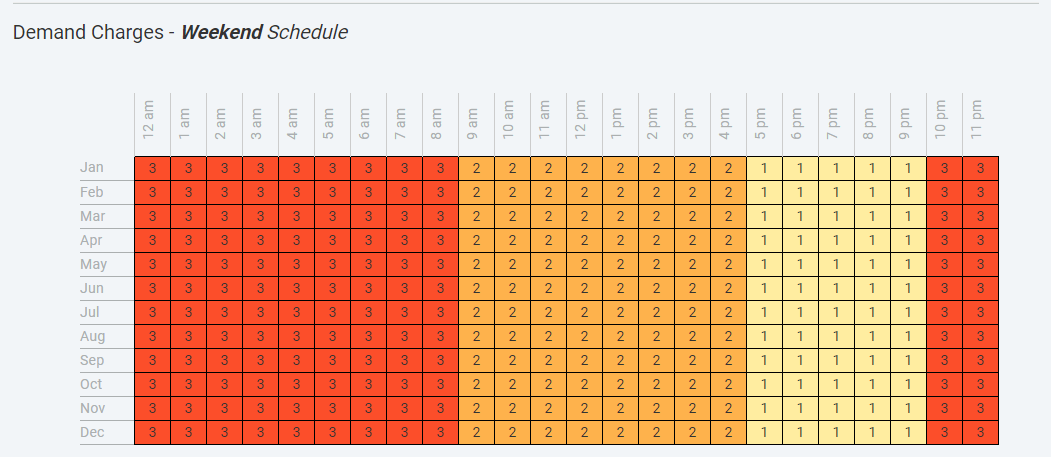 Demand Charges - Weekend Schedule
12 am 1 am 2 am 3 am 4 am 5 am 6 am 7 am 8 am 9 am 10 am 11 am 12 pm 1 pm 2 pm 3 pm 4 pm 5 pm 6 pm 7 pm 8 pm 9 pm 10 pm 11 pm
Jan 3 3 3 3 3 3 3 3 3 2 2 2 2 2 2 2 2 1 1 1 1 1 3 3
Feb 3 3 3 3 3 3 3 3 3 2 2 2 2 2 2 2 2 1 1 1 1 1 3 3
Mar 3 3 3 3 3 3 3 3 3 2 2 2 2 2 2 2 2 1 1 1 1 1 3 3
Apr 3 3 3 3 3 3 3 3 3 2 2 2 2 2 2 2 2 1 1 1 1 1 3 3
May 3 3 3 3 3 3 3 3 3 2 2 2 2 2 2 2 2 1 1 1 1 1 3 3
Jun 3 3 3 3 3 3 3 3 3 2 2 2 2 2 2 2 2 1 1 1 1 1 3 3
Jul 3 3 3 3 3 3 3 3 3 2 2 2 2 2 2 2 2 1 1 1 1 1 3 3
Aug 3 3 3 3 3 3 3 3 3 2 2 2 2 2 2 2 2 1 1 1 1 1 3 3
Sep 3 3 3 3 3 3 3 3 3 2 2 2 2 2 2 2 2 1 1 1 1 1 3 3
Oct 3 3 3 3 3 3 3 3 3 2 2 2 2 2 2 2 2 1 1 1 1 1 3 3
Nov 3 3 3 3 3 3 3 3 3 2 2 2 2 2 2 2 2 1 1 1 1 1 3 3
Dec 3 3 3 3 3 3 3 3 3 2 2 2 2 2 2 2 2 1 1 1 1 1 3 3